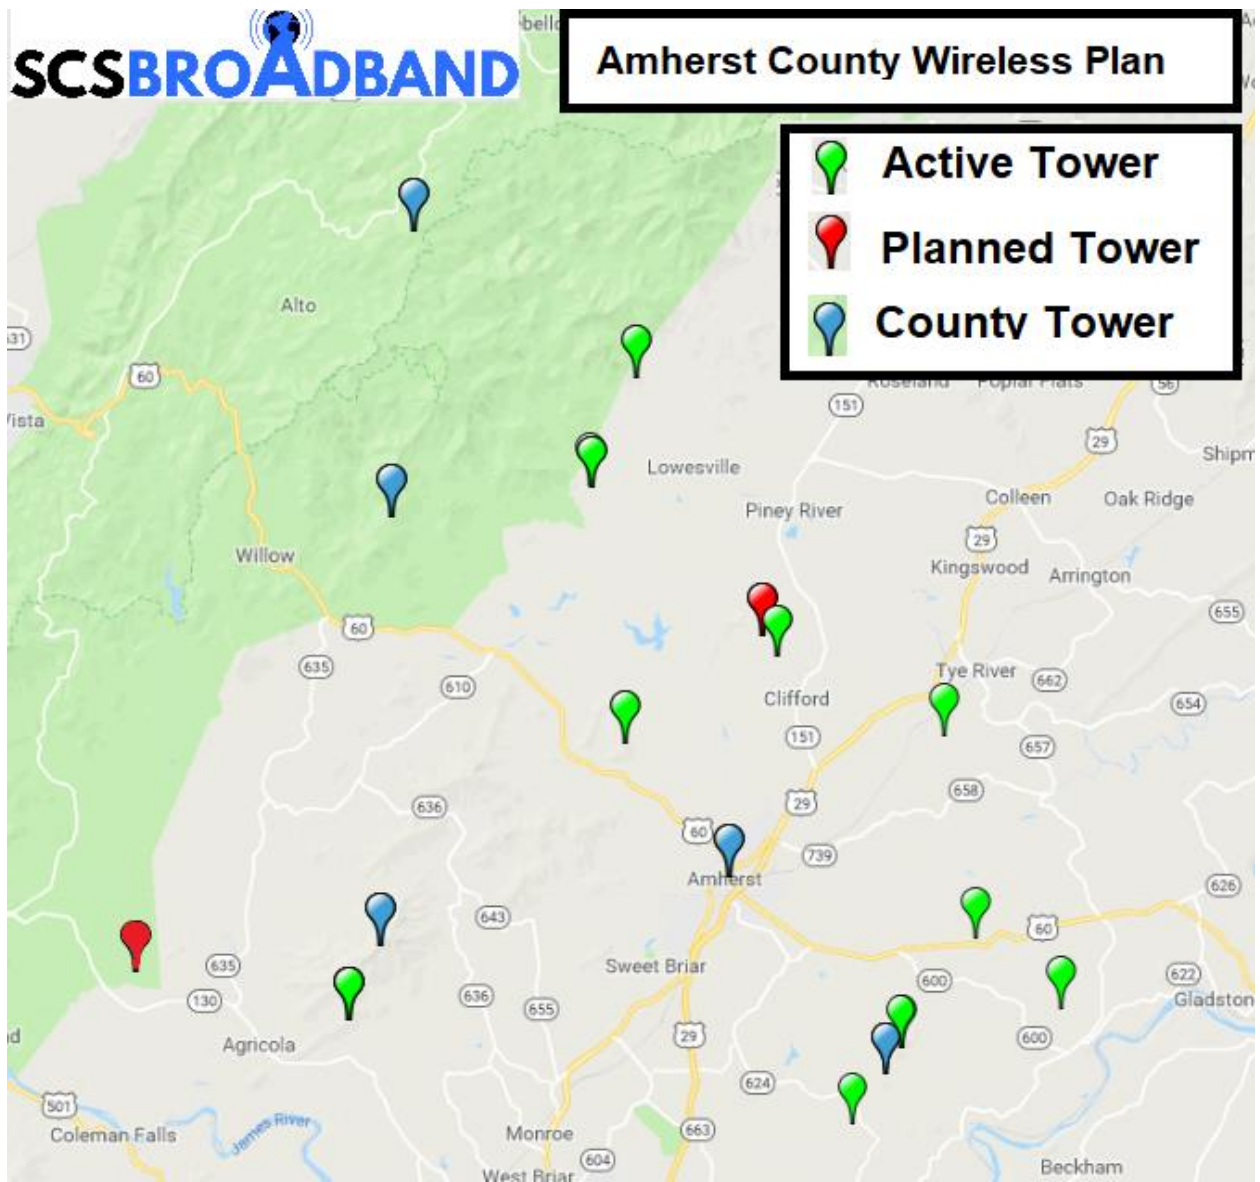 SCSBROADBAND
Amherst County Wireless Plan
Active Tower
Planned Tower
County Tower
Alto
60
151
56
29
Lowesville
Colleen
Oak Ridge
Piney River
29
Willow
Kingswood
Arrington
655
60
635
610
Tye River
662
Clifford
654
151
657
658
636
29
60
739
Amherst
626
643
60
635
Sweet Briar
600
622
130
636
655
Agricola
29
600
624
501
Coleman Falls
James River
Monroe
663
604
West Briar
Beckham